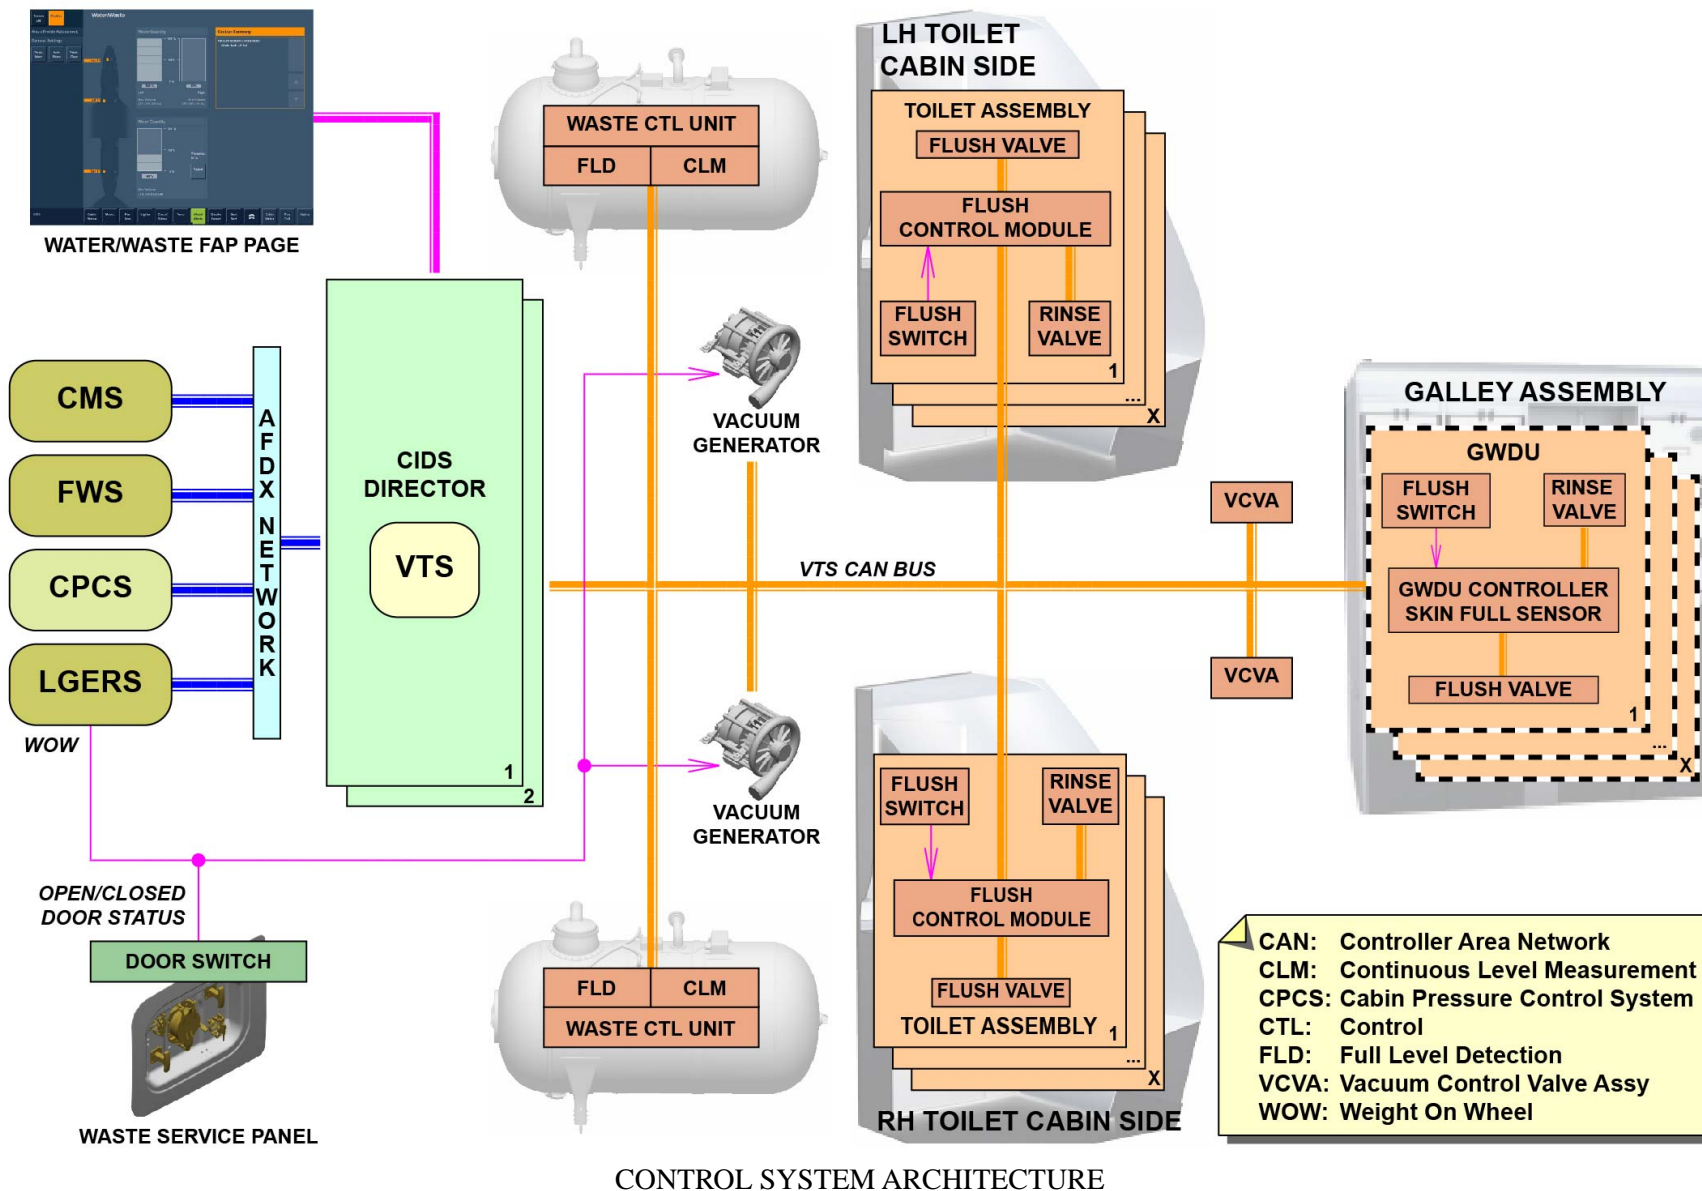 Water/Waste
WATER/WASTE FAP PAGE
CMS
FWS
CPCS
LGERS
WOW
AFDX NETWORK
CIDS
DIRECTOR
VTS
1
2
OPEN/CLOSED
DOOR STATUS
DOOR SWITCH
WASTE SERVICE PANEL
WASTE CTL UNIT
FLD
CLM
VACUUM
GENERATOR
VACUUM
GENERATOR
FLD
CLM
WASTE CTL UNIT
VTS CAN BUS
LH TOILET
CABIN SIDE
TOILET ASSEMBLY
FLUSH VALVE
FLUSH
CONTROL MODULE
FLUSH
SWITCH
RINSE
VALVE
1
...
X
FLUSH
SWITCH
RINSE
VALVE
FLUSH
CONTROL MODULE
FLUSH VALVE
TOILET ASSEMBLY
1
...
X
RH TOILET CABIN SIDE
VCVA
VCVA
GALLEY ASSEMBLY
GWDU
FLUSH
SWITCH
RINSE
VALVE
GWDU CONTROLLER
SKIN FULL SENSOR
FLUSH VALVE
1
...
X
CAN: Controller Area Network
CLM: Continuous Level Measurement
CPCS: Cabin Pressure Control System
CTL: Control
FLD: Full Level Detection
VCVA: Vacuum Control Valve Assy
WOW: Weight On Wheel
CONTROL SYSTEM ARCHITECTURE